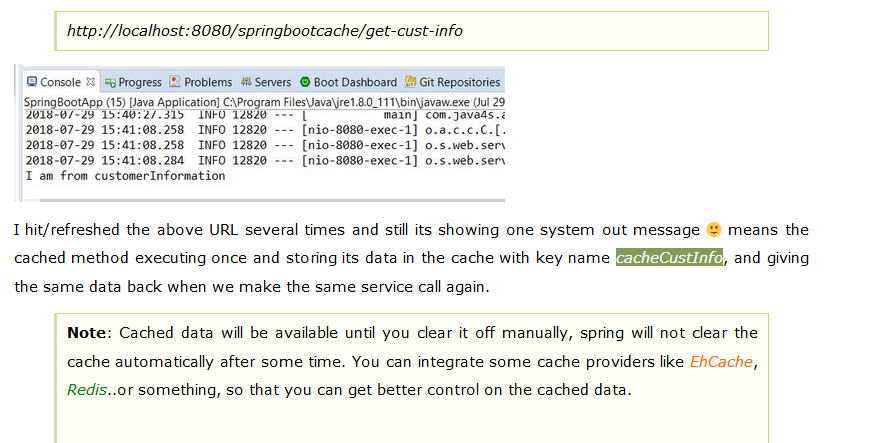 http://localhost:8080/springbootcache/get-cust-info
Console Progress Problems Servers Boot Dashboard Git Repositories
SpringBootApp (15) [Java Application] C:\Program Files\Java\jre1.8.0_111\bin\javaw.exe (Jul 29
2018-07-29 15:40:27.315 INFO 12820 --- [ main] com.java4s.a
2018-07-29 15:41:08.258 INFO 12820 --- [nio-8080-exec-1] o.a.c.c.C.[.
2018-07-29 15:41:08.258 INFO 12820 --- [nio-8080-exec-1] o.s.web.serv
2018-07-29 15:41:08.284 INFO 12820 --- [nio-8080-exec-1] o.s.web.serv
I am from customerInformation
I hit/refreshed the above URL several times and still its showing one system out message 🙂 means the
cached method executing once and storing its data in the cache with key name cacheCustInfo, and giving
the same data back when we make the same service call again.
Note: Cached data will be available until you clear it off manually, spring will not clear the
cache automatically after some time. You can integrate some cache providers like EhCache,
Redis..or something, so that you can get better control on the cached data.